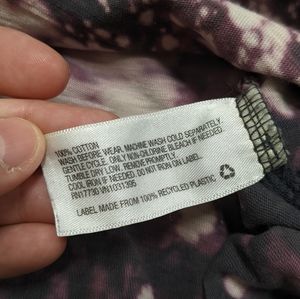 100% COTTON
WASH BEFORE WEAR. MACHINE WASH COLD SEPARATELY.
GENTLE CYCLE. ONLY NON-CHLORINE BLEACH IF NEEDED.
TUMBLE DRY LOW. REMOVE PROMPTLY.
COOL IRON IF NEEDED. DO NOT IRON ON LABEL.
RN17730 VN1031395
LABEL MADE FROM 100% RECYCLED PLASTIC